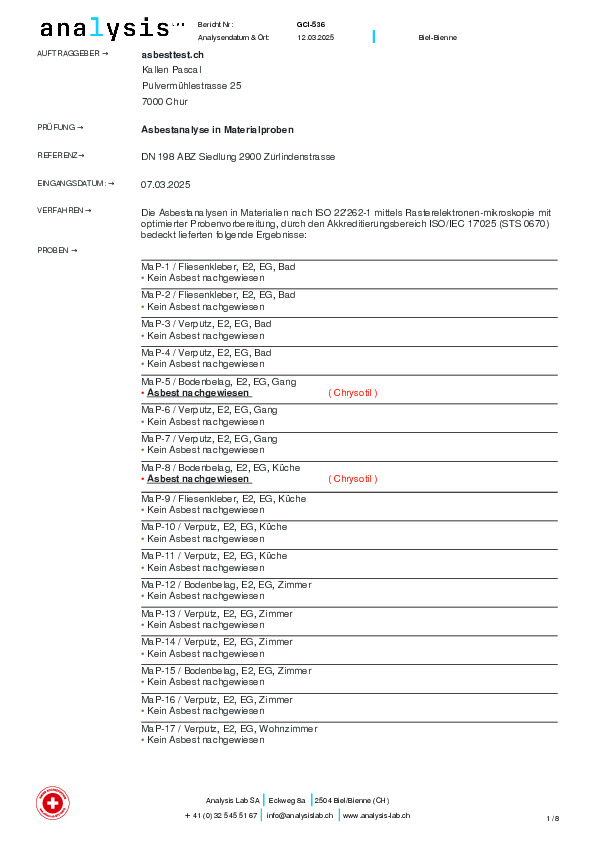 analysis
Bericht Nr: GCI-536
Analysendatum & Ort: 12.03.2025 Biel-Bienne
AUFTRAGGEBER → asbesttest.ch
Kallen Pascal
Pulvermühlestrasse 25
7000 Chur
PRÜFUNG → Asbestanalyse in Materialproben
REFERENZ → DN 198 ABZ Siedlung 2900 Zurlindenstrasse
EINGANGSDATUM: → 07.03.2025
VERFAHREN → Die Asbestanalysen in Materialien nach ISO 22'262-1 mittels Rasterelektronen-mikroskopie mit
optimierter Probenvorbereitung, durch den Akkreditierungsbereich ISO/IEC 17'025 (STS 0670)
bedeckt lieferten folgende Ergebnisse:
PROBEN →
MaP-1 / Fliesenkleber, E2, EG, Bad
• Kein Asbest nachgewiesen
MaP-2 / Fliesenkleber, E2, EG, Bad
• Kein Asbest nachgewiesen
MaP-3 / Verputz, E2, EG, Bad
• Kein Asbest nachgewiesen
MaP-4 / Verputz, E2, EG, Bad
• Kein Asbest nachgewiesen
MaP-5 / Bodenbelag, E2, EG, Gang
• Asbest nachgewiesen ( Chrysotil )
MaP-6 / Verputz, E2, EG, Gang
• Kein Asbest nachgewiesen
MaP-7 / Verputz, E2, EG, Gang
• Kein Asbest nachgewiesen
MaP-8 / Bodenbelag, E2, EG, Küche
• Asbest nachgewiesen ( Chrysotil )
MaP-9 / Fliesenkleber, E2, EG, Küche
• Kein Asbest nachgewiesen
MaP-10 / Verputz, E2, EG, Küche
• Kein Asbest nachgewiesen
MaP-11 / Verputz, E2, EG, Küche
• Kein Asbest nachgewiesen
MaP-12 / Bodenbelag, E2, EG, Zimmer
• Kein Asbest nachgewiesen
MaP-13 / Verputz, E2, EG, Zimmer
• Kein Asbest nachgewiesen
MaP-14 / Verputz, E2, EG, Zimmer
• Kein Asbest nachgewiesen
MaP-15 / Bodenbelag, E2, EG, Zimmer
• Kein Asbest nachgewiesen
MaP-16 / Verputz, E2, EG, Zimmer
• Kein Asbest nachgewiesen
MaP-17 / Verputz, E2, EG, Wohnzimmer
• Kein Asbest nachgewiesen
Analysis Lab SA | Eckweg 8a | 2504 Biel/Bienne (CH)
+ 41 (0) 32 545 51 67 | info@analysislab.ch | www.analysis-lab.ch
1 / 8